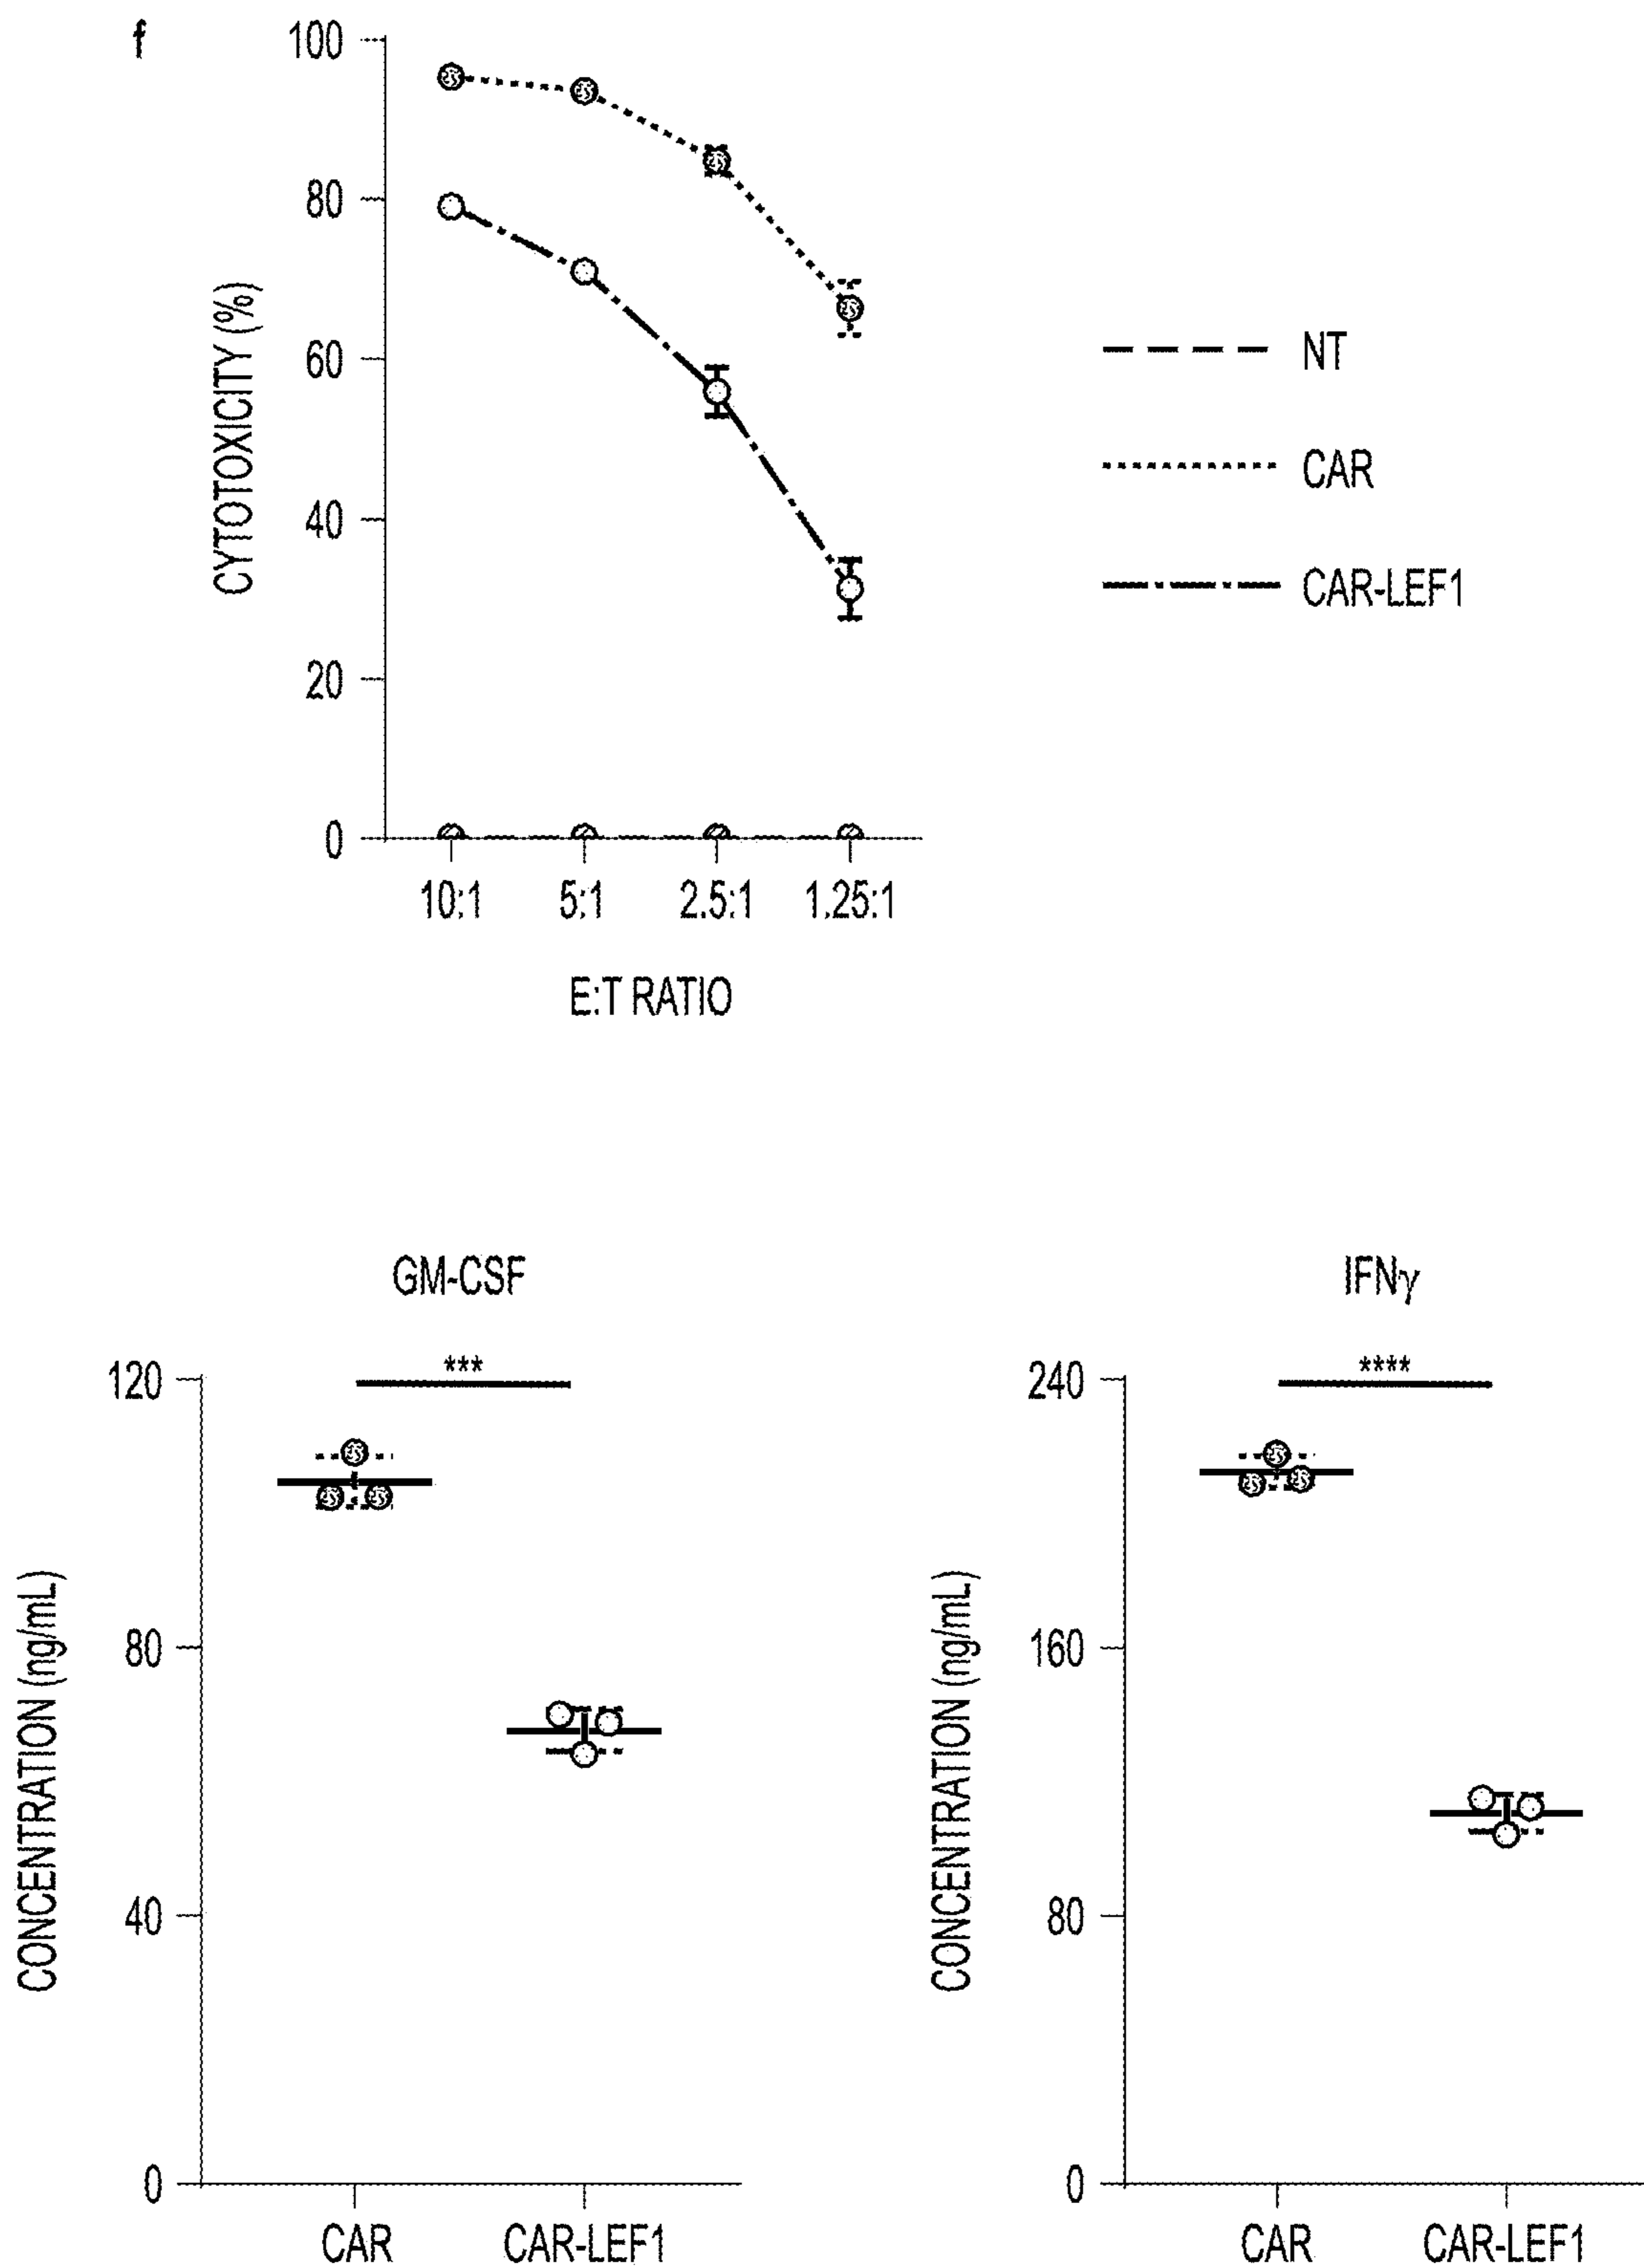 f
100
80
60
40
20
0
CYTOTOXICITY (%)
10:1 5:1 2.5:1 1.25:1
E:T RATIO
NT
CAR
CAR-LEF1
GM-CSF
***
120
80
40
0
CONCENTRATION (ng/mL)
CAR CAR-LEF1
IFNγ
****
240
160
80
0
CONCENTRATION (ng/mL)
CAR CAR-LEF1